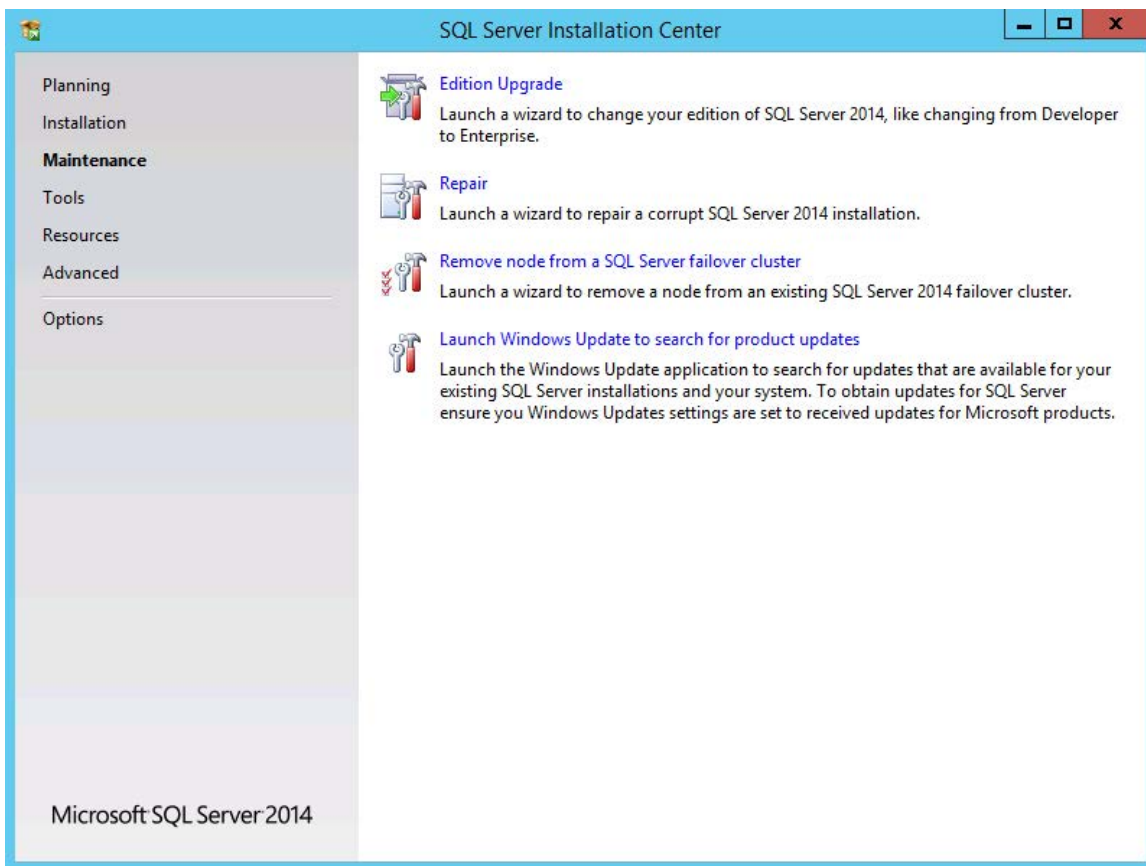 SQL Server Installation Center
Planning
Installation
Maintenance
Tools
Resources
Advanced
Options
Edition Upgrade
Launch a wizard to change your edition of SQL Server 2014, like changing from Developer
to Enterprise.
Repair
Launch a wizard to repair a corrupt SQL Server 2014 installation.
Remove node from a SQL Server failover cluster
Launch a wizard to remove a node from an existing SQL Server 2014 failover cluster.
Launch Windows Update to search for product updates
Launch the Windows Update application to search for updates that are available for your
existing SQL Server installations and your system. To obtain updates for SQL Server
ensure you Windows Updates settings are set to received updates for Microsoft products.
Microsoft SQL Server 2014